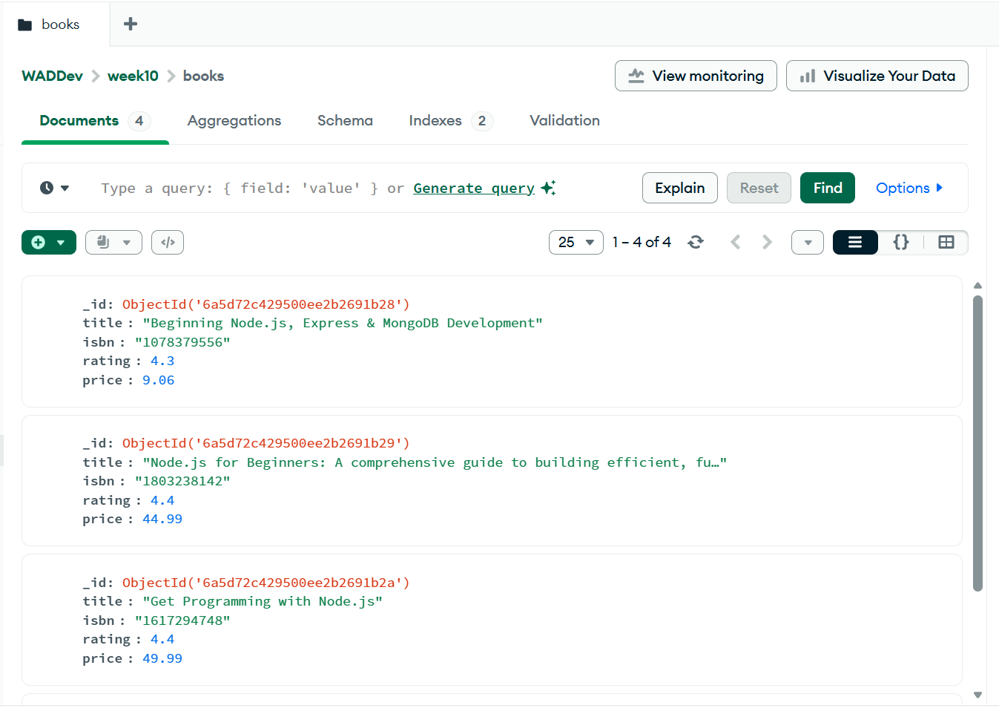 books
WADDev week10 books View monitoring Visualize Your Data
Documents 4 Aggregations Schema Indexes 2 Validation
Type a query: { field: 'value' } or Generate query Explain Reset Find Options
25 1 – 4 of 4
_id: ObjectId('6a5d72c429500ee2b2691b28')
title : "Beginning Node.js, Express & MongoDB Development"
isbn : "1078379556"
rating : 4.3
price : 9.06
_id: ObjectId('6a5d72c429500ee2b2691b29')
title : "Node.js for Beginners: A comprehensive guide to building efficient, fu…"
isbn : "1803238142"
rating : 4.4
price : 44.99
_id: ObjectId('6a5d72c429500ee2b2691b2a')
title : "Get Programming with Node.js"
isbn : "1617294748"
rating : 4.4
price : 49.99